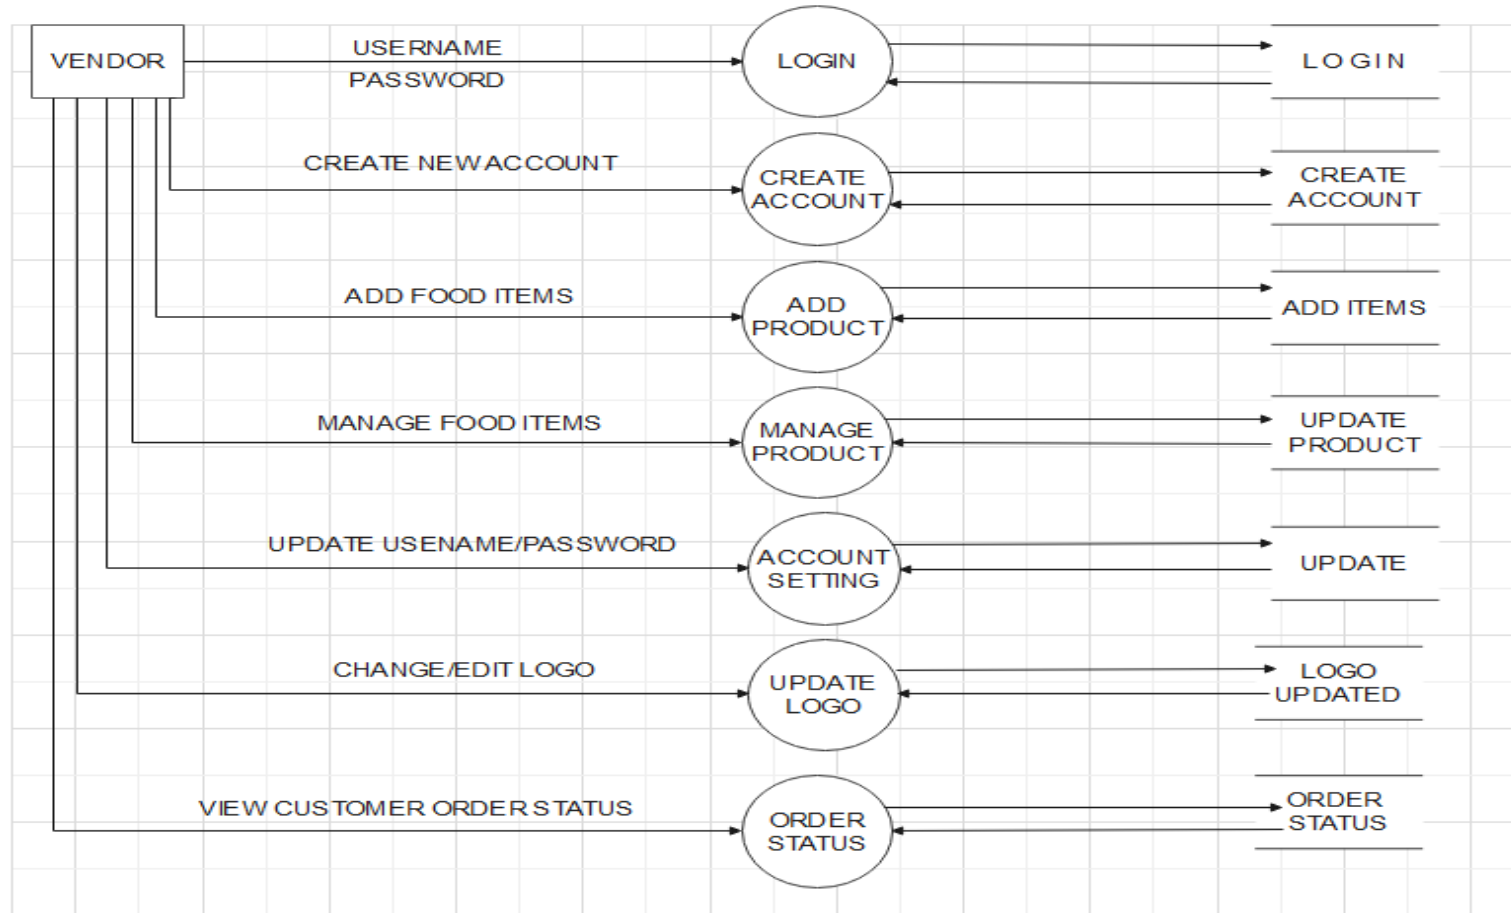 VENDOR
USERNAME
PASSWORD
LOGIN
LOGIN
CREATE NEW ACCOUNT
CREATE
ACCOUNT
CREATE
ACCOUNT
ADD FOOD ITEMS
ADD
PRODUCT
ADD ITEMS
MANAGE FOOD ITEMS
MANAGE
PRODUCT
UPDATE
PRODUCT
UPDATE USENAME/PASSWORD
ACCOUNT
SETTING
UPDATE
CHANGE/EDIT LOGO
UPDATE
LOGO
LOGO
UPDATED
VIEW CUSTOMER ORDER STATUS
ORDER
STATUS
ORDER
STATUS